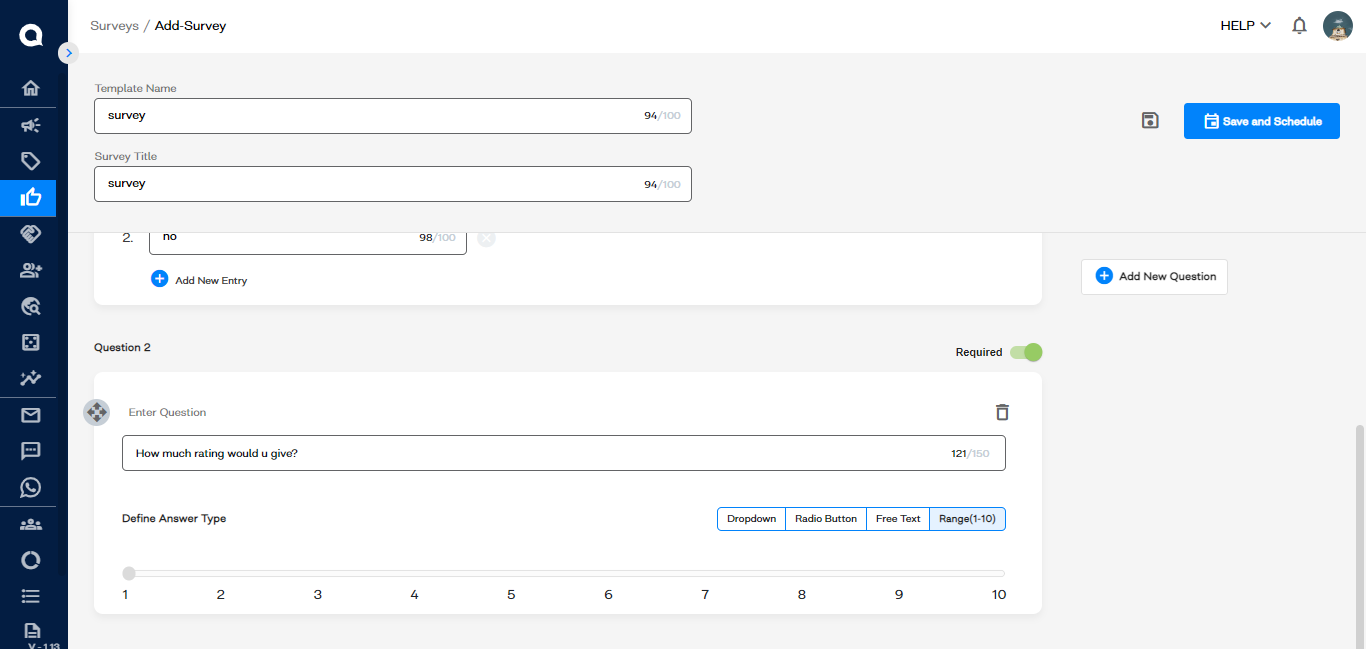 Surveys / Add-Survey
HELP
Template Name
survey 94/100
Save and Schedule
Survey Title
survey 94/100
2. no 98/100
Add New Entry
Add New Question
Question 2
Required
Enter Question
How much rating would u give? 121/150
Define Answer Type
Dropdown Radio Button Free Text Range(1-10)
1 2 3 4 5 6 7 8 9 10
V - 1.13